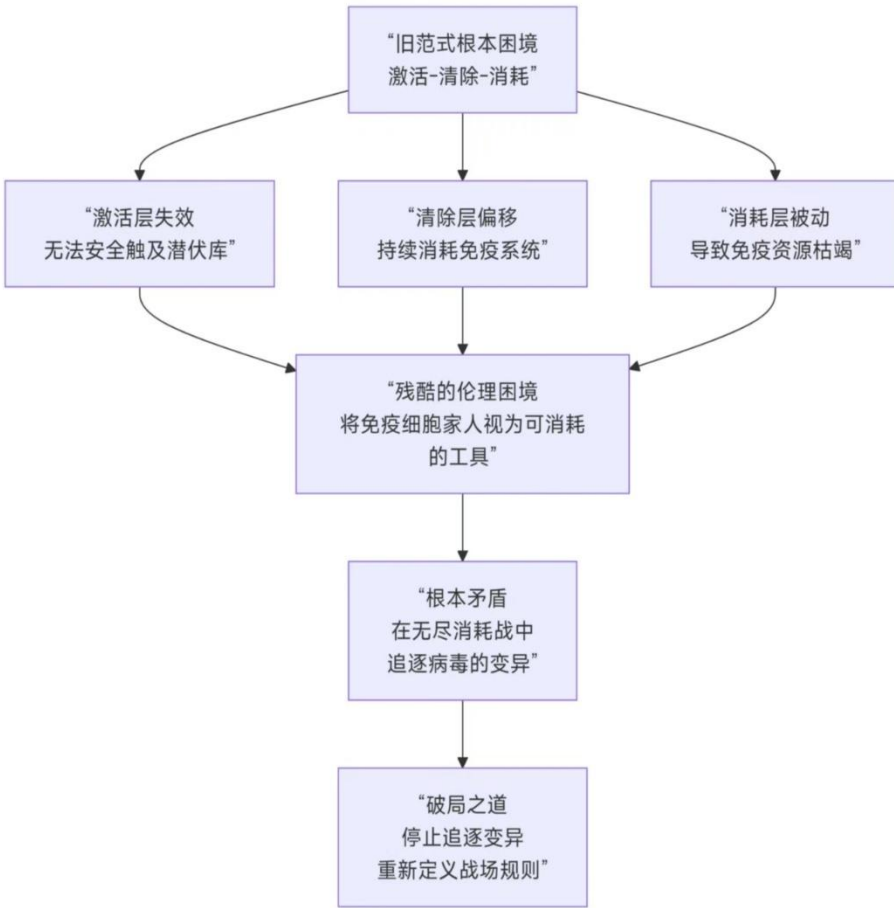 “旧范式根本困境
激活-清除-消耗”
“激活层失效
无法安全触及潜伏库”
“清除层偏移
持续消耗免疫系统”
“消耗层被动
导致免疫资源枯竭”
“残酷的伦理困境
将免疫细胞家人视为可消耗
的工具”
“根本矛盾
在无尽消耗战中
追逐病毒的变异”
“破局之道
停止追逐变异
重新定义战场规则”